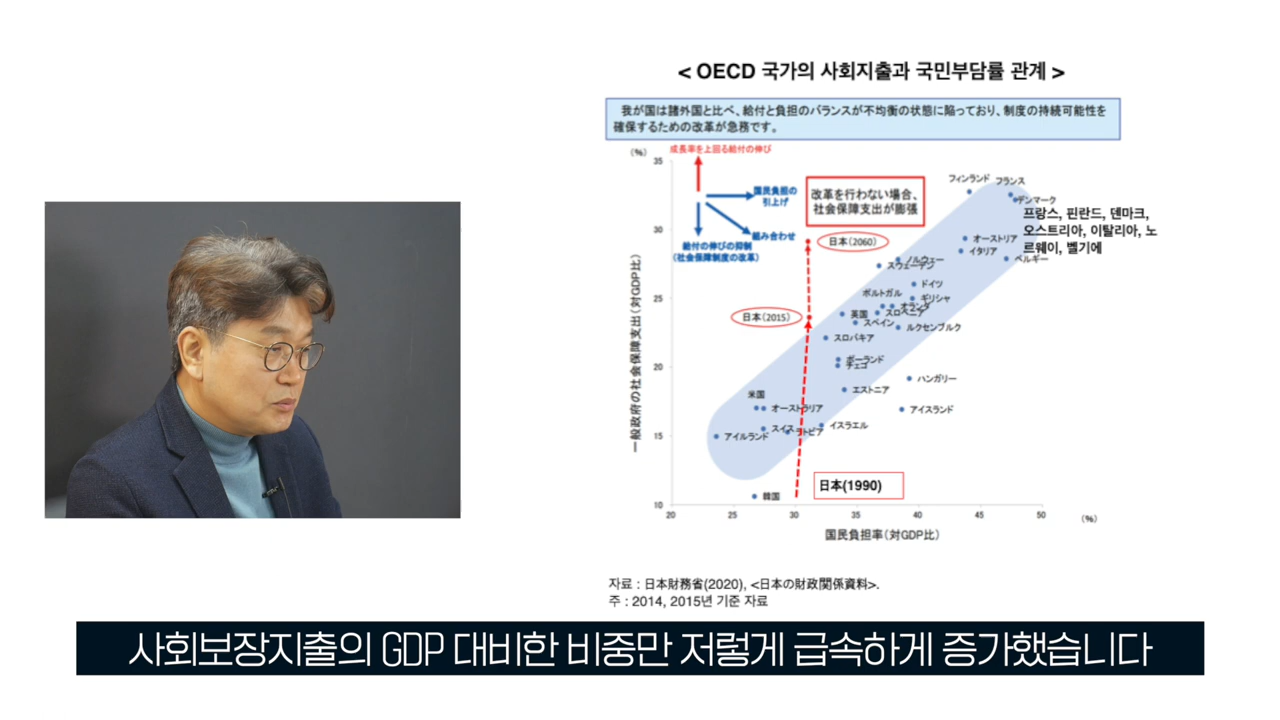 < OECD 국가의 사회지출과 국민부담률 관계 >
我が国は諸外国と比べ、給付と負担のバランスが不均衡の状態に陥っており、制度の持続可能性を
確保するための改革が急務です。
(%)
成長率を上回る給付の伸び
国民負担の
引上げ
組み合わせ
給付の伸びの抑制
(社会保障制度の改革)
改革を行わない場合、
社会保障支出が膨張
日本(2060)
日本(2015)
日本(1990)
フィンランド
フランス
デンマーク
프랑스, 핀란드, 덴마크,
오스트리아, 이탈리아, 노
르웨이, 벨기에
オーストリア
イタリア
ベルギー
ノルウェー
スウェーデン
ドイツ
ポルトガル
ギリシャ
オランダ
英国
スロベニア
スペイン
ルクセンブルク
スロバキア
ポーランド
チェコ
ハンガリー
エストニア
アイスランド
米国
オーストラリア
スイス
ラトビア
イスラエル
アイルランド
韓国
35
30
25
20
15
10
一般政府の社会保障支出(対GDP比)
20 25 30 35 40 45 50 (%)
国民負担率(対GDP比)
자료 : 日本財務省(2020), <日本の財政関係資料>.
주 : 2014, 2015년 기준 자료
사회보장지출의 GDP 대비한 비중만 저렇게 급속하게 증가했습니다